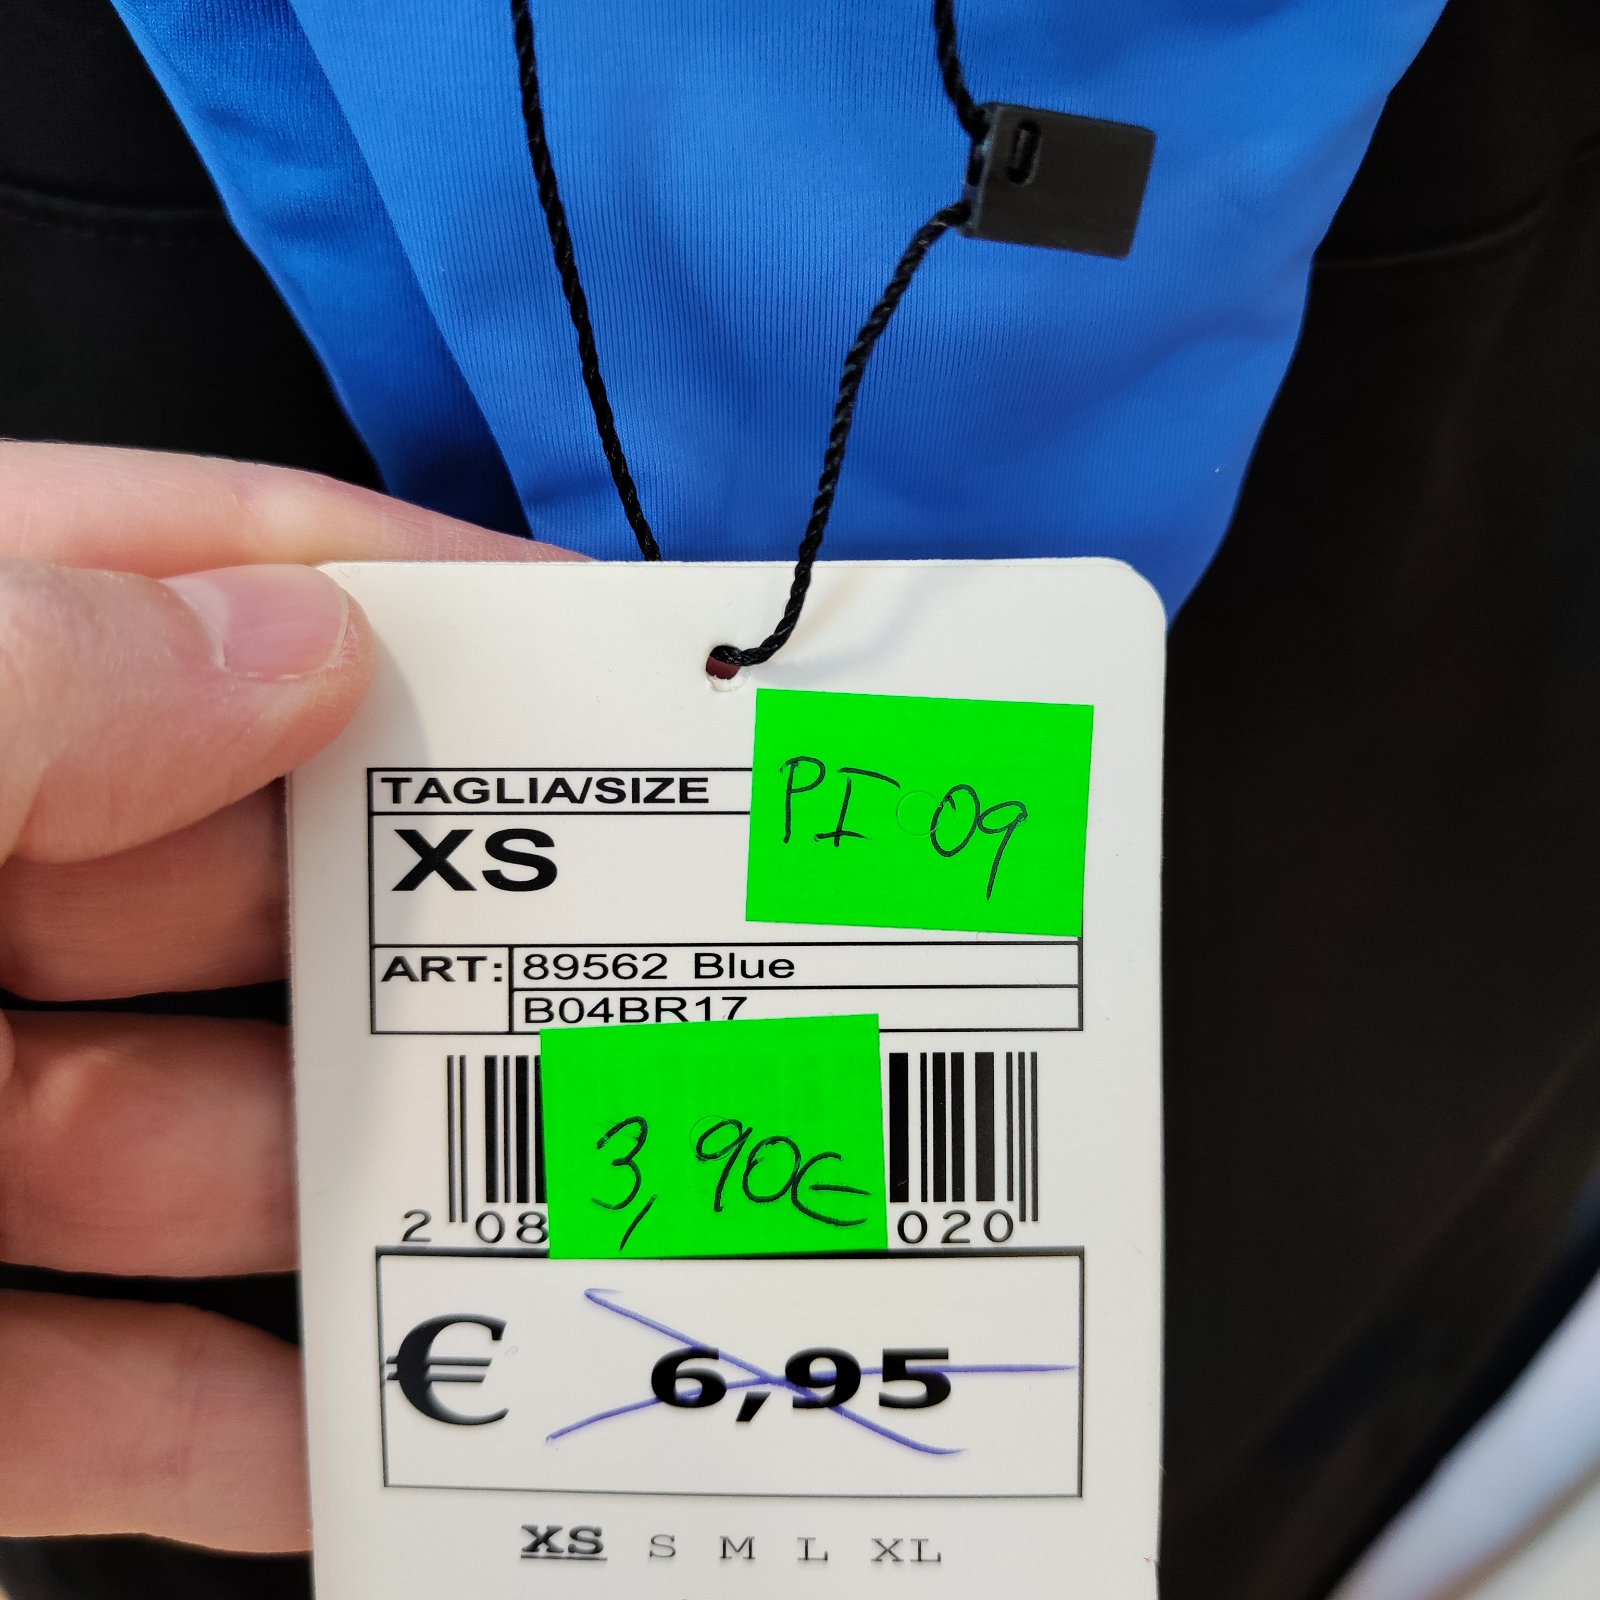 TAGLIA/SIZE
XS
PI 09
ART: 89562 Blue
B04BR17
3,90€
2 08 020
€ 6,95
XS S M L XL